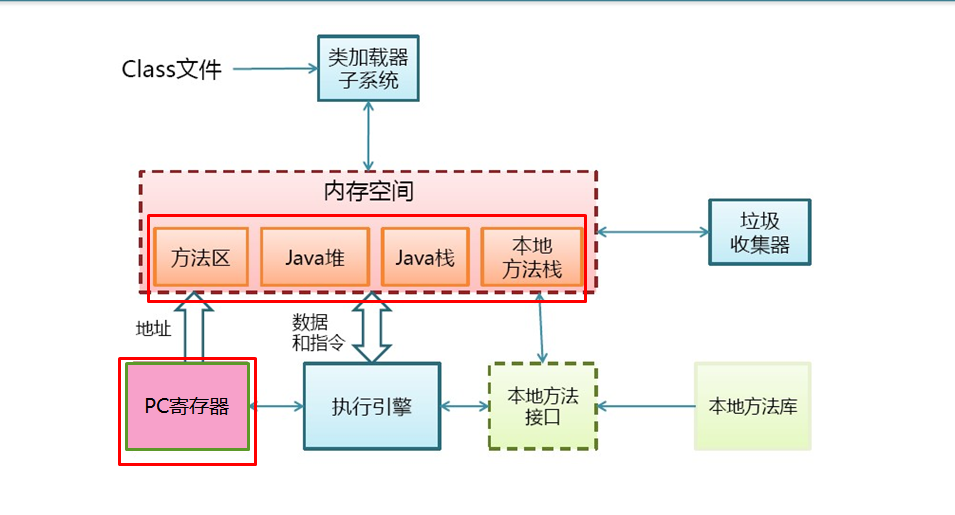 类加载器
子系统
Class文件
内存空间
方法区
Java堆
Java栈
本地
方法栈
垃圾
收集器
地址
数据
和指令
PC寄存器
执行引擎
本地方法
接口
本地方法库